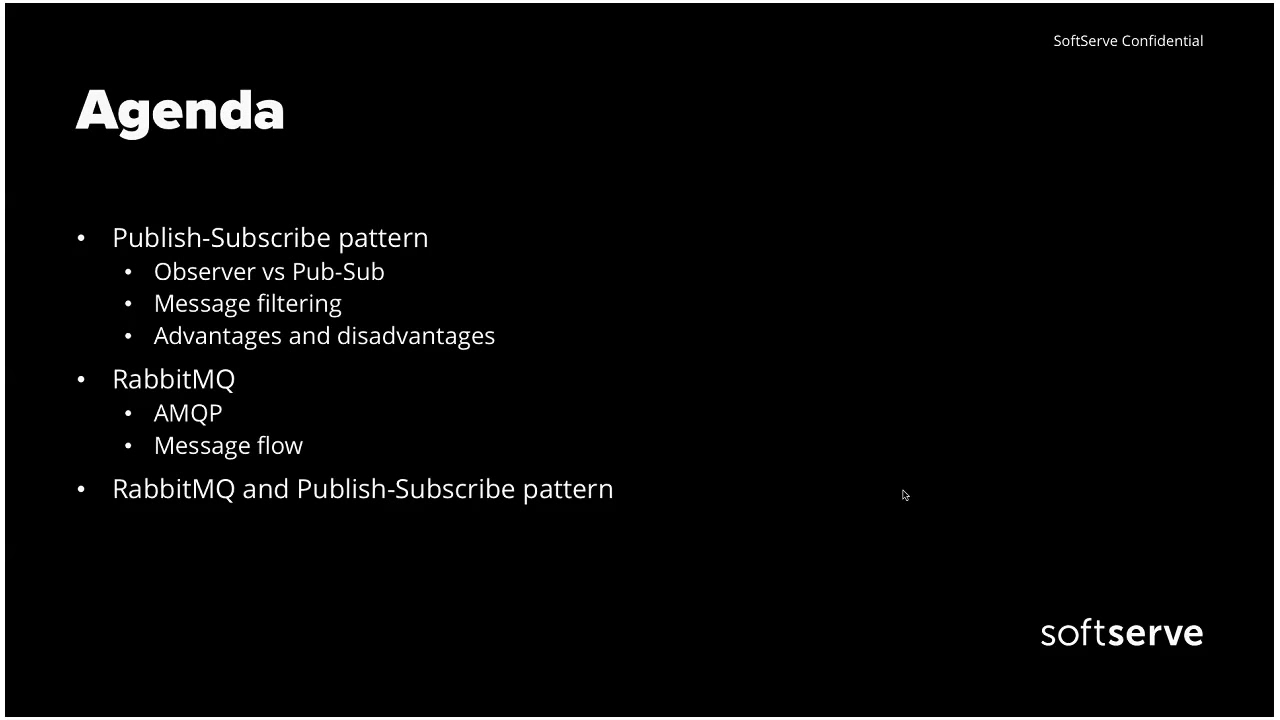 SoftServe Confidential
Agenda
• Publish-Subscribe pattern
• Observer vs Pub-Sub
• Message filtering
• Advantages and disadvantages
• RabbitMQ
• AMQP
• Message flow
• RabbitMQ and Publish-Subscribe pattern
softserve